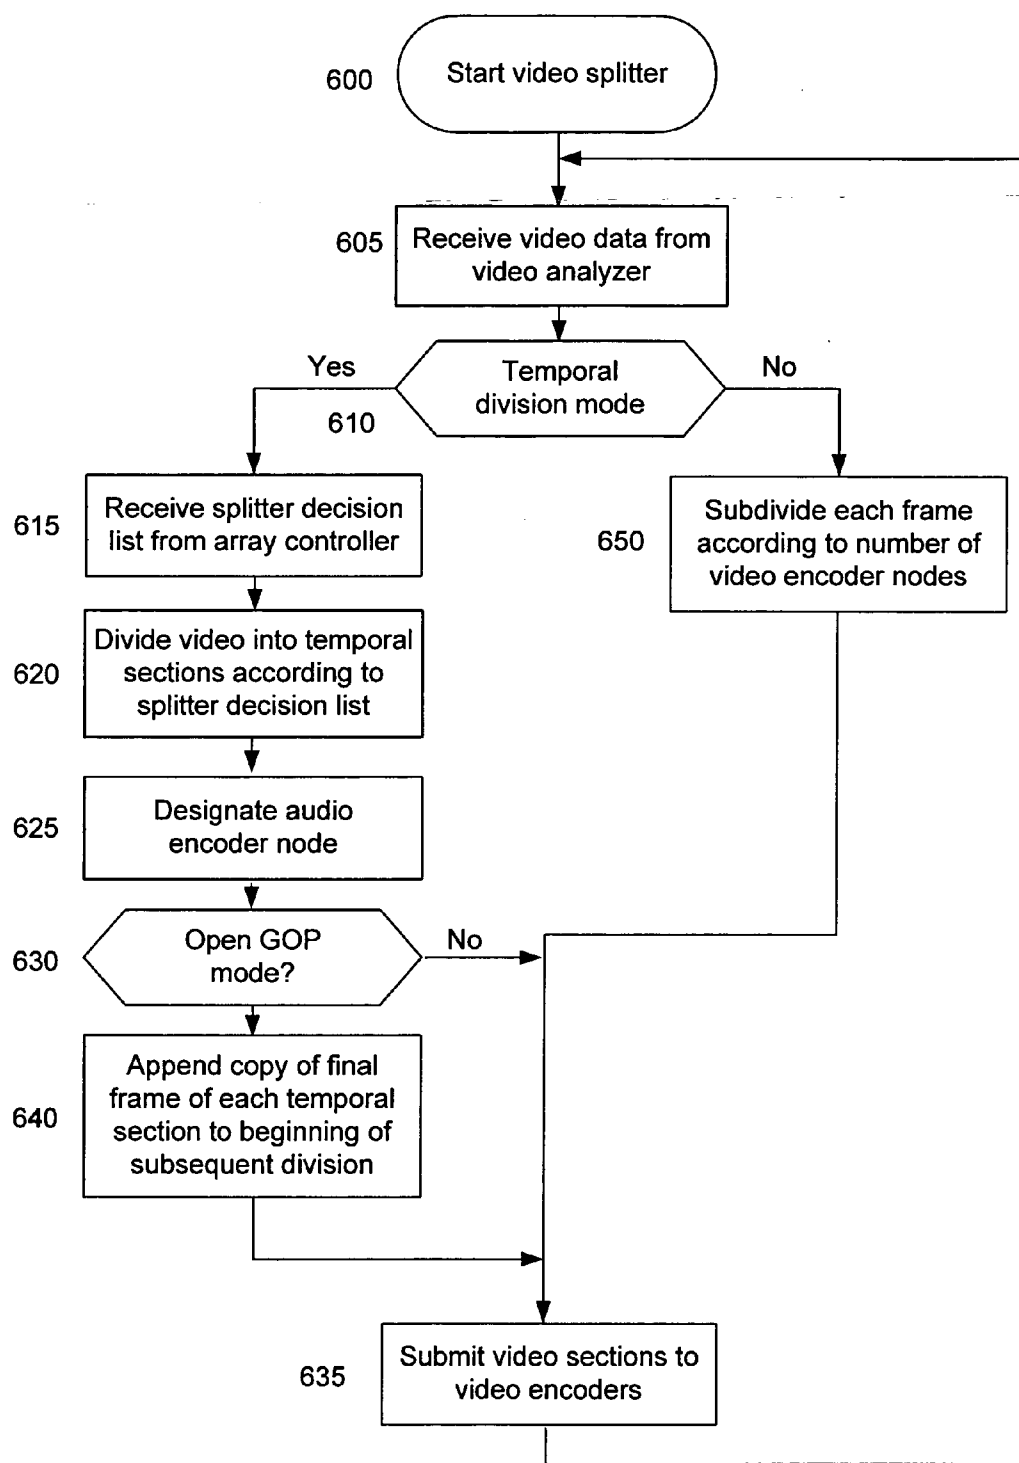 600
Start video splitter
605
Receive video data from
video analyzer
Yes
Temporal
division mode
No
610
615
Receive splitter decision
list from array controller
650
Subdivide each frame
according to number of
video encoder nodes
620
Divide video into temporal
sections according to
splitter decision list
625
Designate audio
encoder node
630
Open GOP
mode?
No
640
Append copy of final
frame of each temporal
section to beginning of
subsequent division
635
Submit video sections to
video encoders